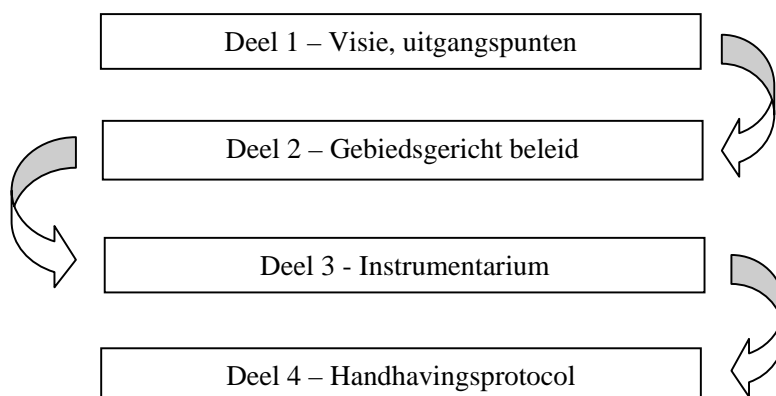 Deel 1 – Visie, uitgangspunten
Deel 2 – Gebiedsgericht beleid
Deel 3 - Instrumentarium
Deel 4 – Handhavingsprotocol